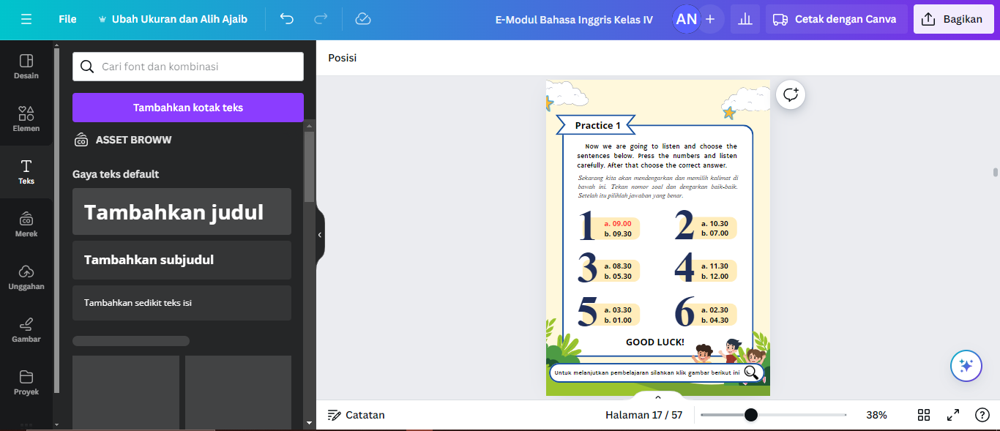 File
Ubah Ukuran dan Alih Ajaib
E-Modul Bahasa Inggris Kelas IV
AN
Cetak dengan Canva
Bagikan
Desain
Elemen
Teks
Merek
Unggahan
Gambar
Proyek
Cari font dan kombinasi
Tambahkan kotak teks
CO ASSET BROWW
Gaya teks default
Tambahkan judul
Tambahkan subjudul
Tambahkan sedikit teks isi
Posisi
Practice 1
Now we are going to listen and choose the
sentences below. Press the numbers and listen
carefully. After that choose the correct answer.
Sekarang kita akan mendengarkan dan memilih kalimat di
bawah ini. Tekan nomor soal dan dengarkan baik-baik.
Setelah itu pilihlah jawaban yang benar.
1
a. 09.00
b. 09.30
2
a. 10.30
b. 07.00
3
a. 08.30
b. 05.30
4
a. 11.30
b. 12.00
5
a. 03.30
b. 01.00
6
a. 02.30
b. 04.30
GOOD LUCK!
Untuk melanjutkan pembelajaran silahkan klik gambar berikut ini
Catatan
Halaman 17 / 57
38%